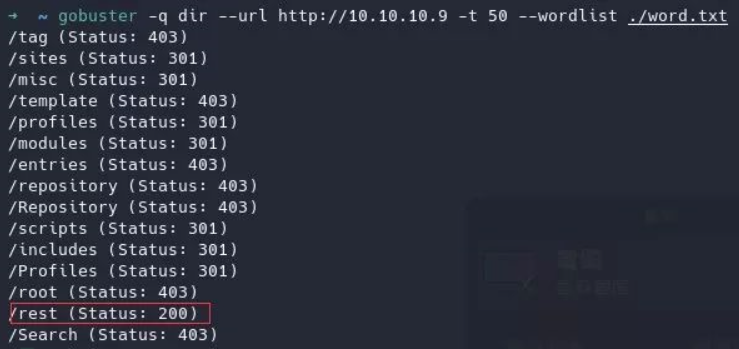 → ~ gobuster -q dir --url http://10.10.10.9 -t 50 --wordlist ./word.txt
/tag (Status: 403)
/sites (Status: 301)
/misc (Status: 301)
/template (Status: 403)
/profiles (Status: 301)
/modules (Status: 301)
/entries (Status: 403)
/repository (Status: 403)
/Repository (Status: 403)
/scripts (Status: 301)
/includes (Status: 301)
/Profiles (Status: 301)
/root (Status: 403)
/rest (Status: 200)
/Search (Status: 403)